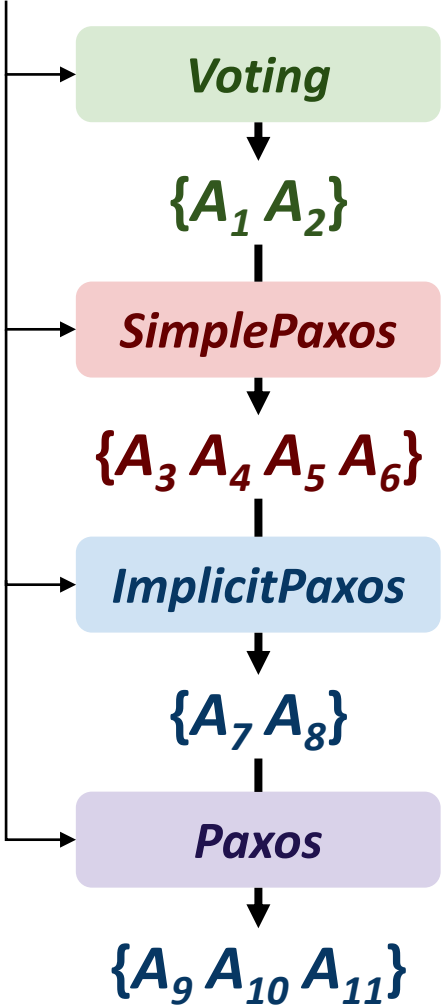 Voting
{A₁ A₂}
SimplePaxos
{A₃ A₄ A₅ A₆}
ImplicitPaxos
{A₇ A₈}
Paxos
{A₉ A₁₀ A₁₁}